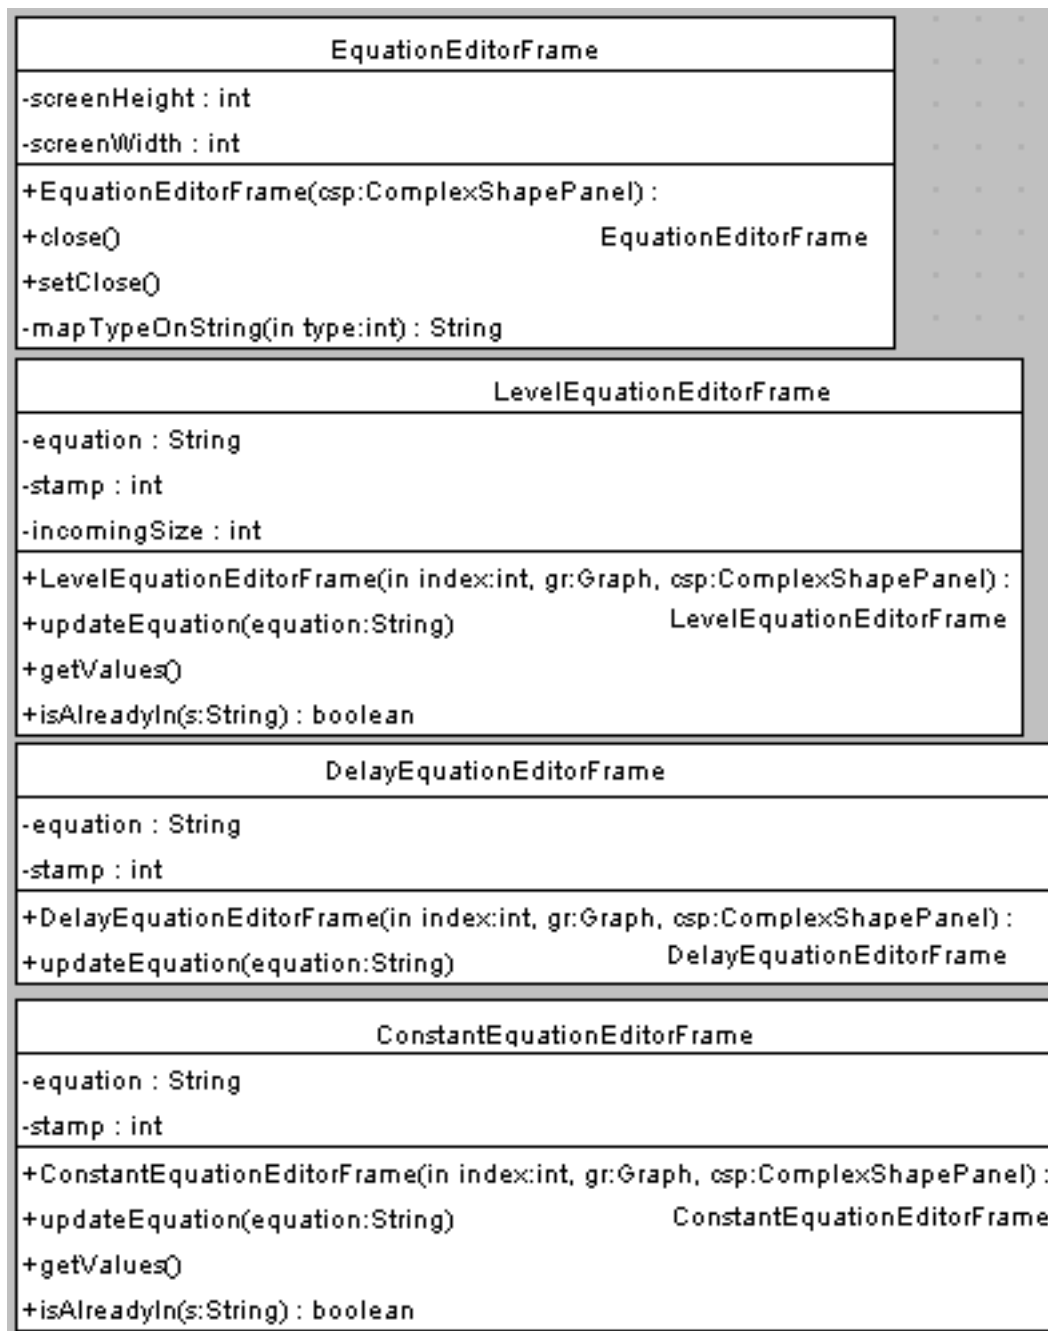 EquationEditorFrame
-screenHeight : int
-screenWidth : int
+EquationEditorFrame(csp:ComplexShapePanel) :
EquationEditorFrame
+close()
+setClose()
-mapTypeOnString(in type:int) : String
LevelEquationEditorFrame
-equation : String
-stamp : int
-incomingSize : int
+LevelEquationEditorFrame(in index:int, gr:Graph, csp:ComplexShapePanel) :
LevelEquationEditorFrame
+updateEquation(equation:String)
+getValues()
+isAlreadyIn(s:String) : boolean
DelayEquationEditorFrame
-equation : String
-stamp : int
+DelayEquationEditorFrame(in index:int, gr:Graph, csp:ComplexShapePanel) :
DelayEquationEditorFrame
+updateEquation(equation:String)
ConstantEquationEditorFrame
-equation : String
-stamp : int
+ConstantEquationEditorFrame(in index:int, gr:Graph, csp:ComplexShapePanel) :
ConstantEquationEditorFrame
+updateEquation(equation:String)
+getValues()
+isAlreadyIn(s:String) : boolean